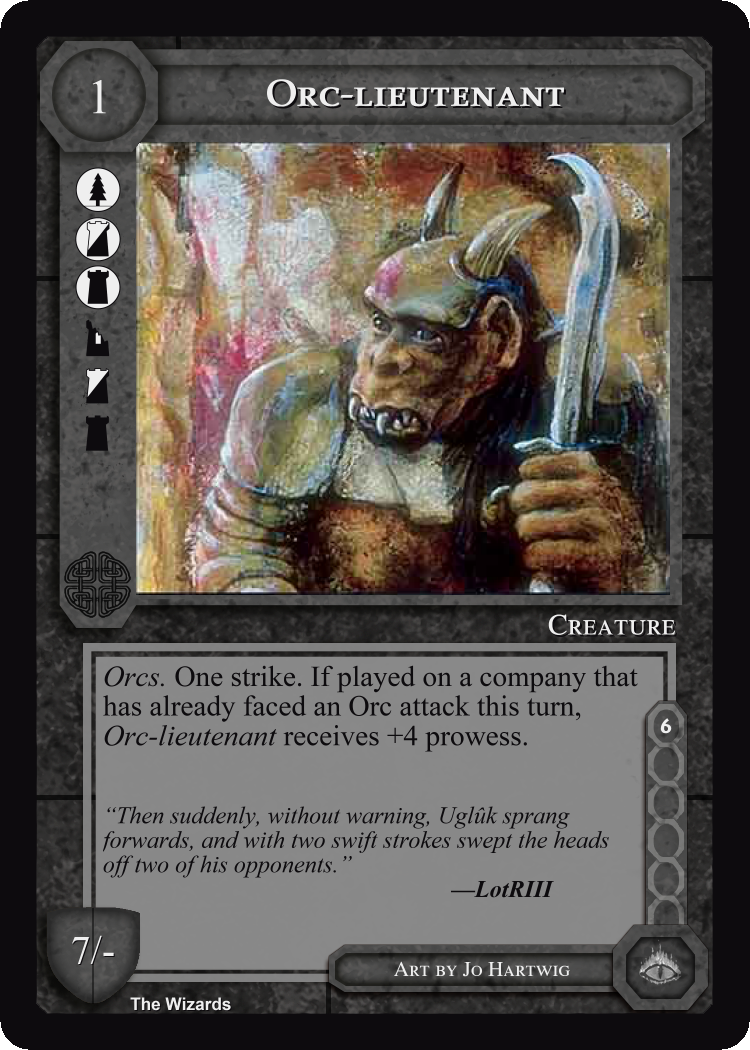 1
Orc-lieutenant
Creature
Orcs. One strike. If played on a company that
has already faced an Orc attack this turn,
Orc-lieutenant receives +4 prowess.
6
“Then suddenly, without warning, Uglûk sprang
forwards, and with two swift strokes swept the heads
off two of his opponents.”
—LotRIII
7/-
Art by Jo Hartwig
The Wizards